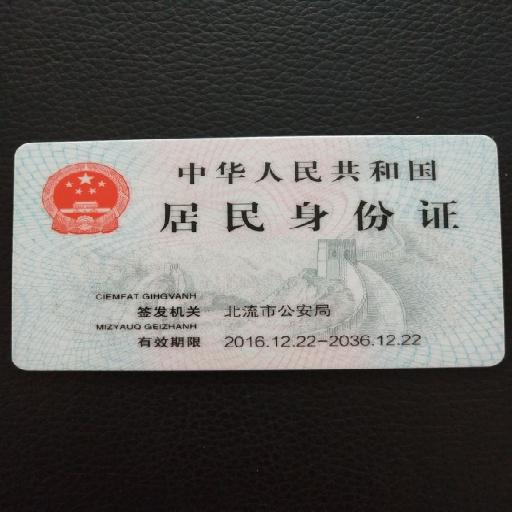 中华人民共和国
居民身份证
CIEMFAT GIHGVANH
签发机关 北流市公安局
MIZYAUQ GEIZHANH
有效期限 2016.12.22-2036.12.22